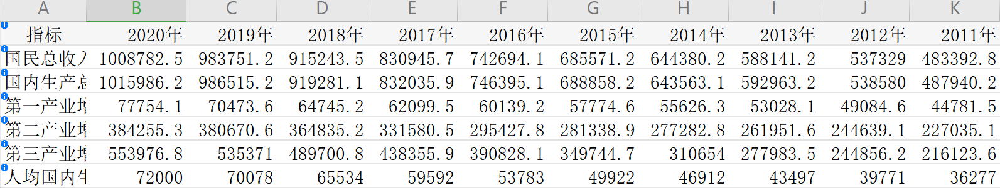 A B C D E F G H I J K
指标 2020年 2019年 2018年 2017年 2016年 2015年 2014年 2013年 2012年 2011年
国民总收入 1008782.5 983751.2 915243.5 830945.7 742694.1 685571.2 644380.2 588141.2 537329 483392.8
国内生产总 1015986.2 986515.2 919281.1 832035.9 746395.1 688858.2 643563.1 592963.2 538580 487940.2
第一产业增 77754.1 70473.6 64745.2 62099.5 60139.2 57774.6 55626.3 53028.1 49084.6 44781.5
第二产业增 384255.3 380670.6 364835.2 331580.5 295427.8 281338.9 277282.8 261951.6 244639.1 227035.1
第三产业增 553976.8 535371 489700.8 438355.9 390828.1 349744.7 310654 277983.5 244856.2 216123.6
人均国内生 72000 70078 65534 59592 53783 49922 46912 43497 39771 36277